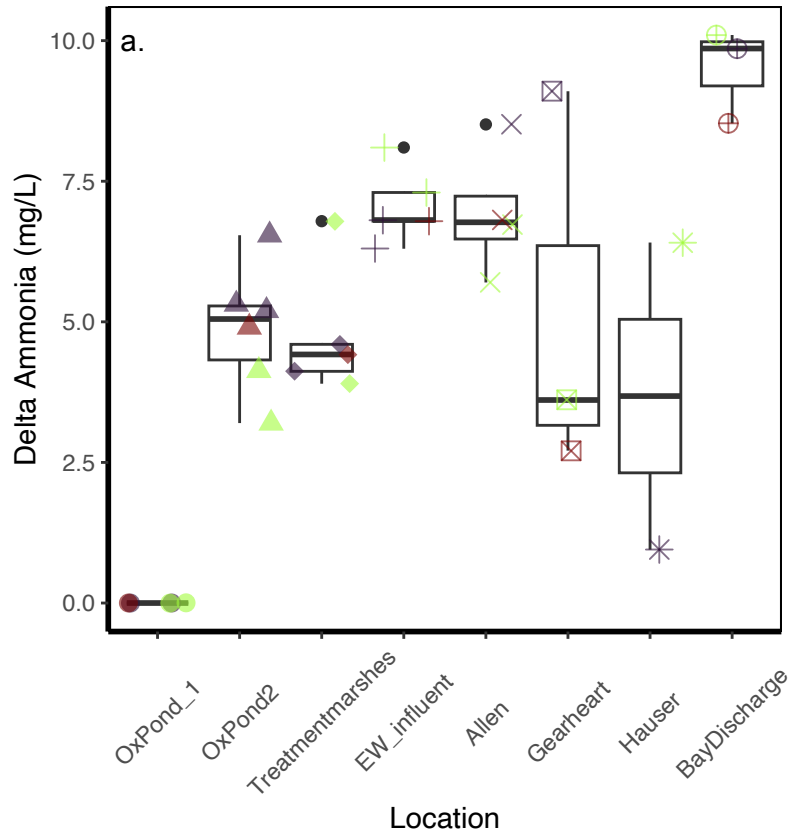 a.
Delta Ammonia (mg/L)
10.0
7.5
5.0
2.5
0.0
OxPond_1
OxPond2
Treatmentmarshes
EW_influent
Allen
Gearheart
Hauser
BayDischarge
Location